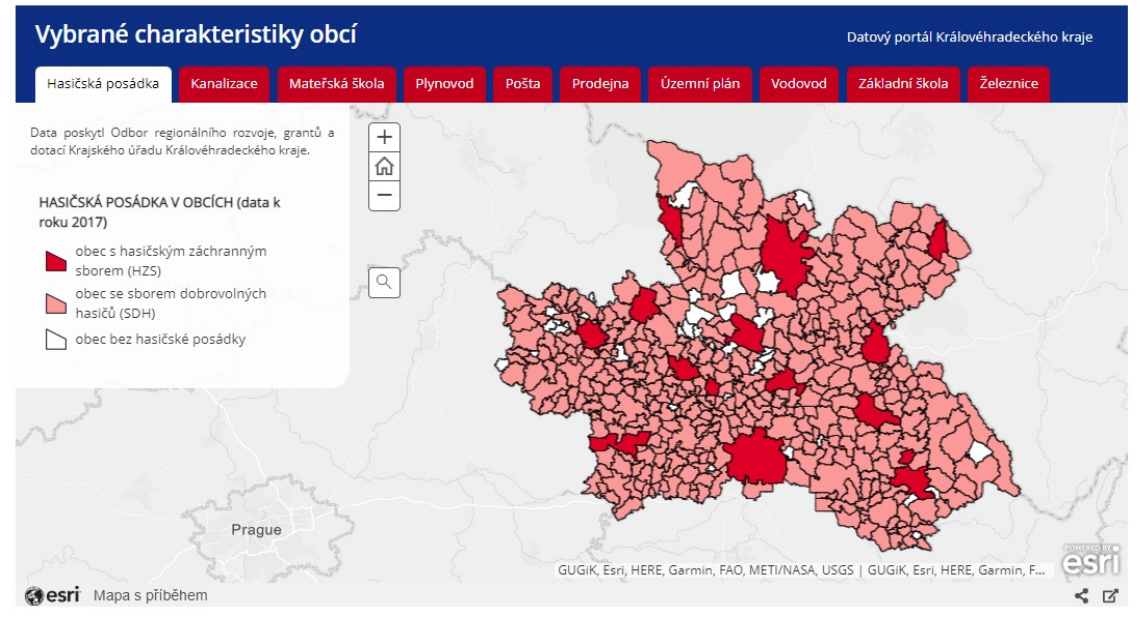 Vybrané charakteristiky obcí
Datový portál Královéhradeckého kraje
Hasičská posádka
Kanalizace
Mateřská škola
Plynovod
Pošta
Prodejna
Územní plán
Vodovod
Základní škola
Železnice
Data poskytl Odbor regionálního rozvoje, grantů a
dotací Krajského úřadu Královéhradeckého kraje.
HASIČSKÁ POSÁDKA V OBCÍCH (data k
roku 2017)
obec s hasičským záchranným
sborem (HZS)
obec se sborem dobrovolných
hasičů (SDH)
obec bez hasičské posádky
Prague
GUGiK, Esri, HERE, Garmin, FAO, METI/NASA, USGS | GUGiK, Esri, HERE, Garmin, F...
POWERED BY
esri
esri Mapa s příběhem